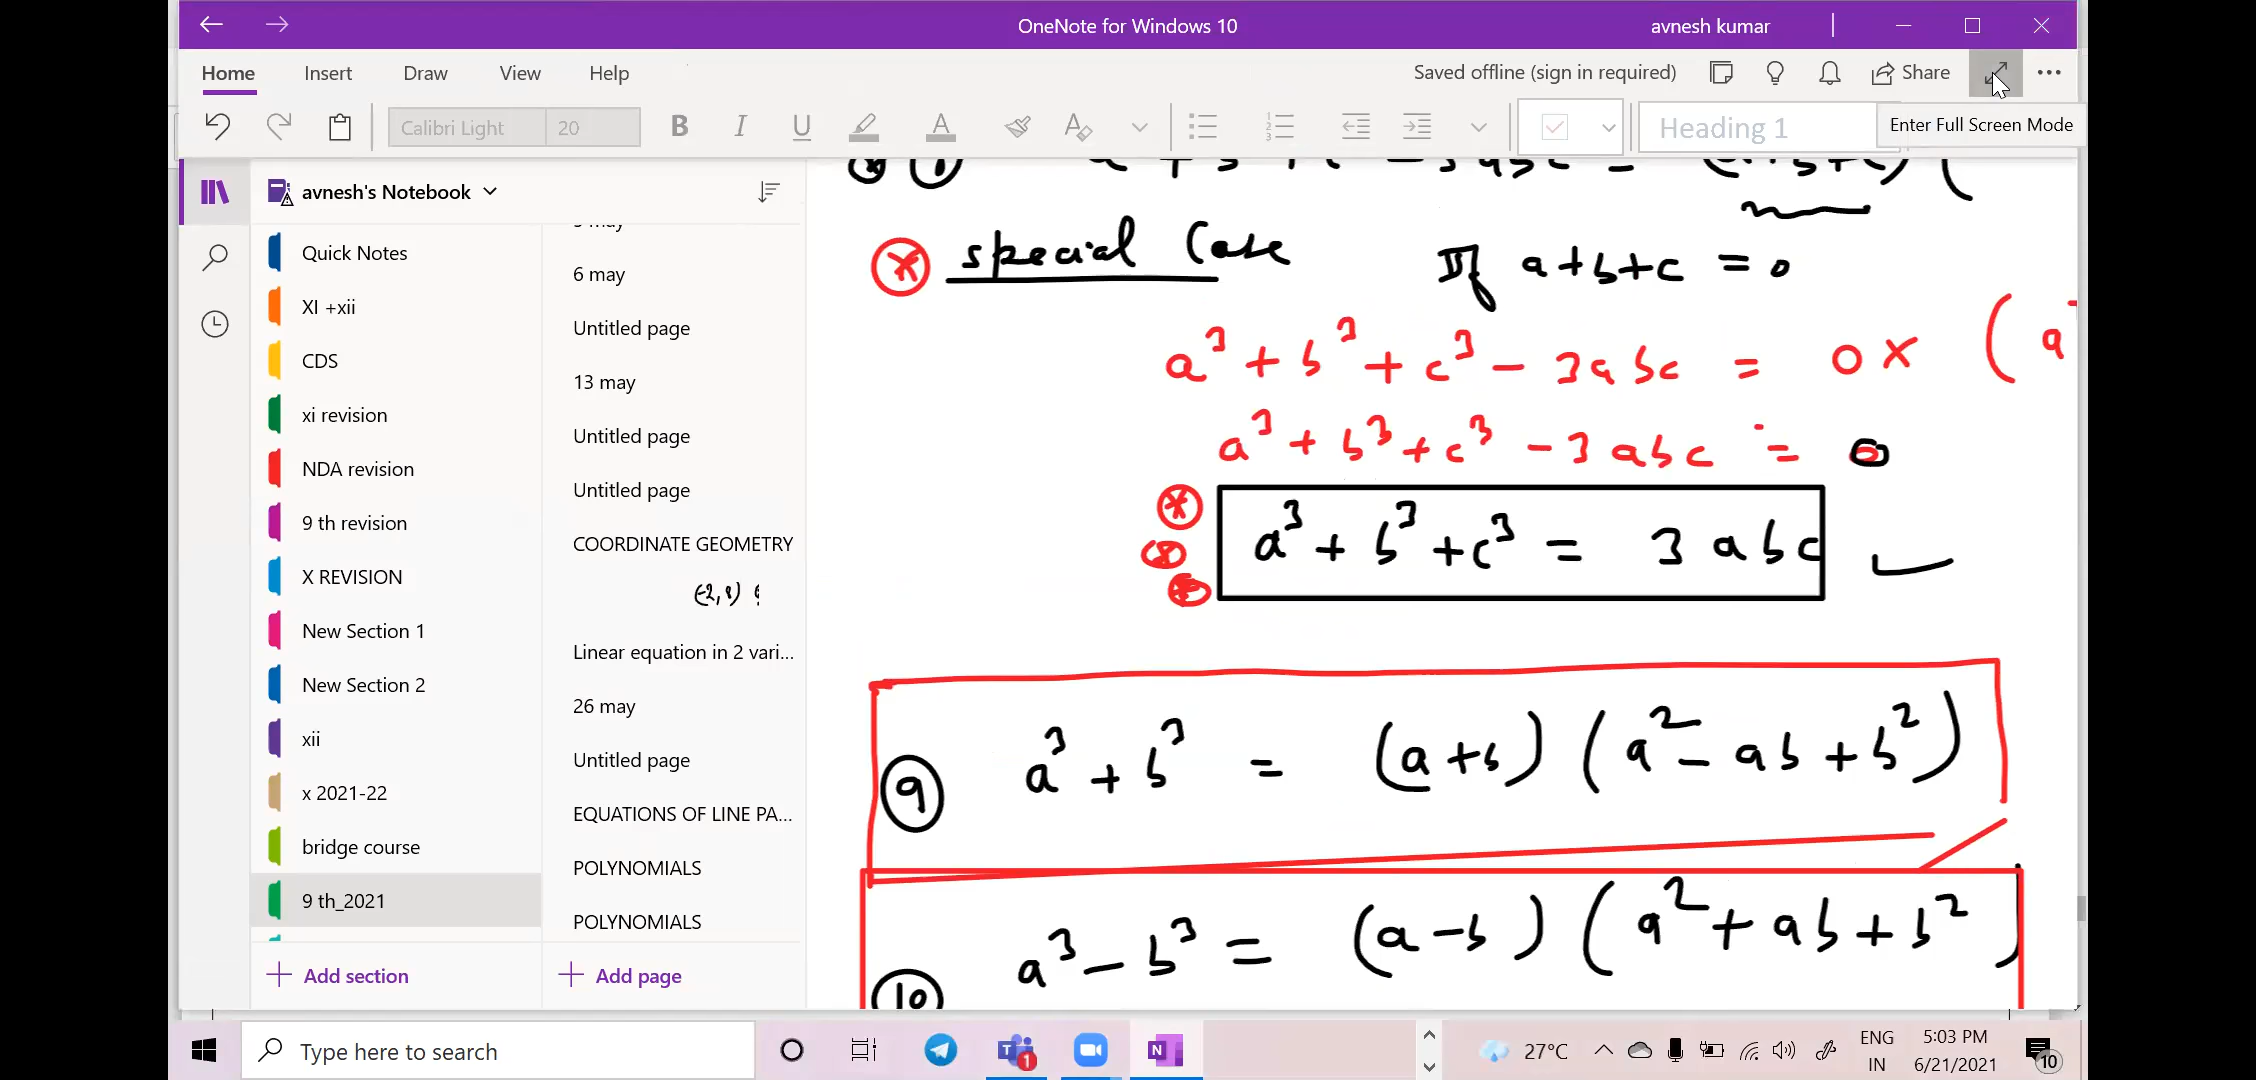 OneNote for Windows 10
avnesh kumar
Home Insert Draw View Help
Saved offline (sign in required)
Share
Calibri Light 20
B I U A
Heading 1
Enter Full Screen Mode
avnesh's Notebook
Quick Notes
XI +xii
CDS
xi revision
NDA revision
9 th revision
X REVISION
New Section 1
New Section 2
xii
x 2021-22
bridge course
9 th_2021
Add section
6 may
Untitled page
13 may
Untitled page
Untitled page
COORDINATE GEOMETRY
Linear equation in 2 vari...
26 may
Untitled page
EQUATIONS OF LINE PA...
POLYNOMIALS
POLYNOMIALS
Add page
special Case If a+b+c = 0
a³ + b³ + c³ - 3abc = 0 × (a
a³ + b³ + c³ - 3abc = 0
a³ + b³ + c³ = 3abc
9 a³ + b³ = (a+b) (a² - ab + b²)
10 a³ - b³ = (a-b) (a² + ab + b²)
Type here to search
27°C
ENG
IN
5:03 PM
6/21/2021
10